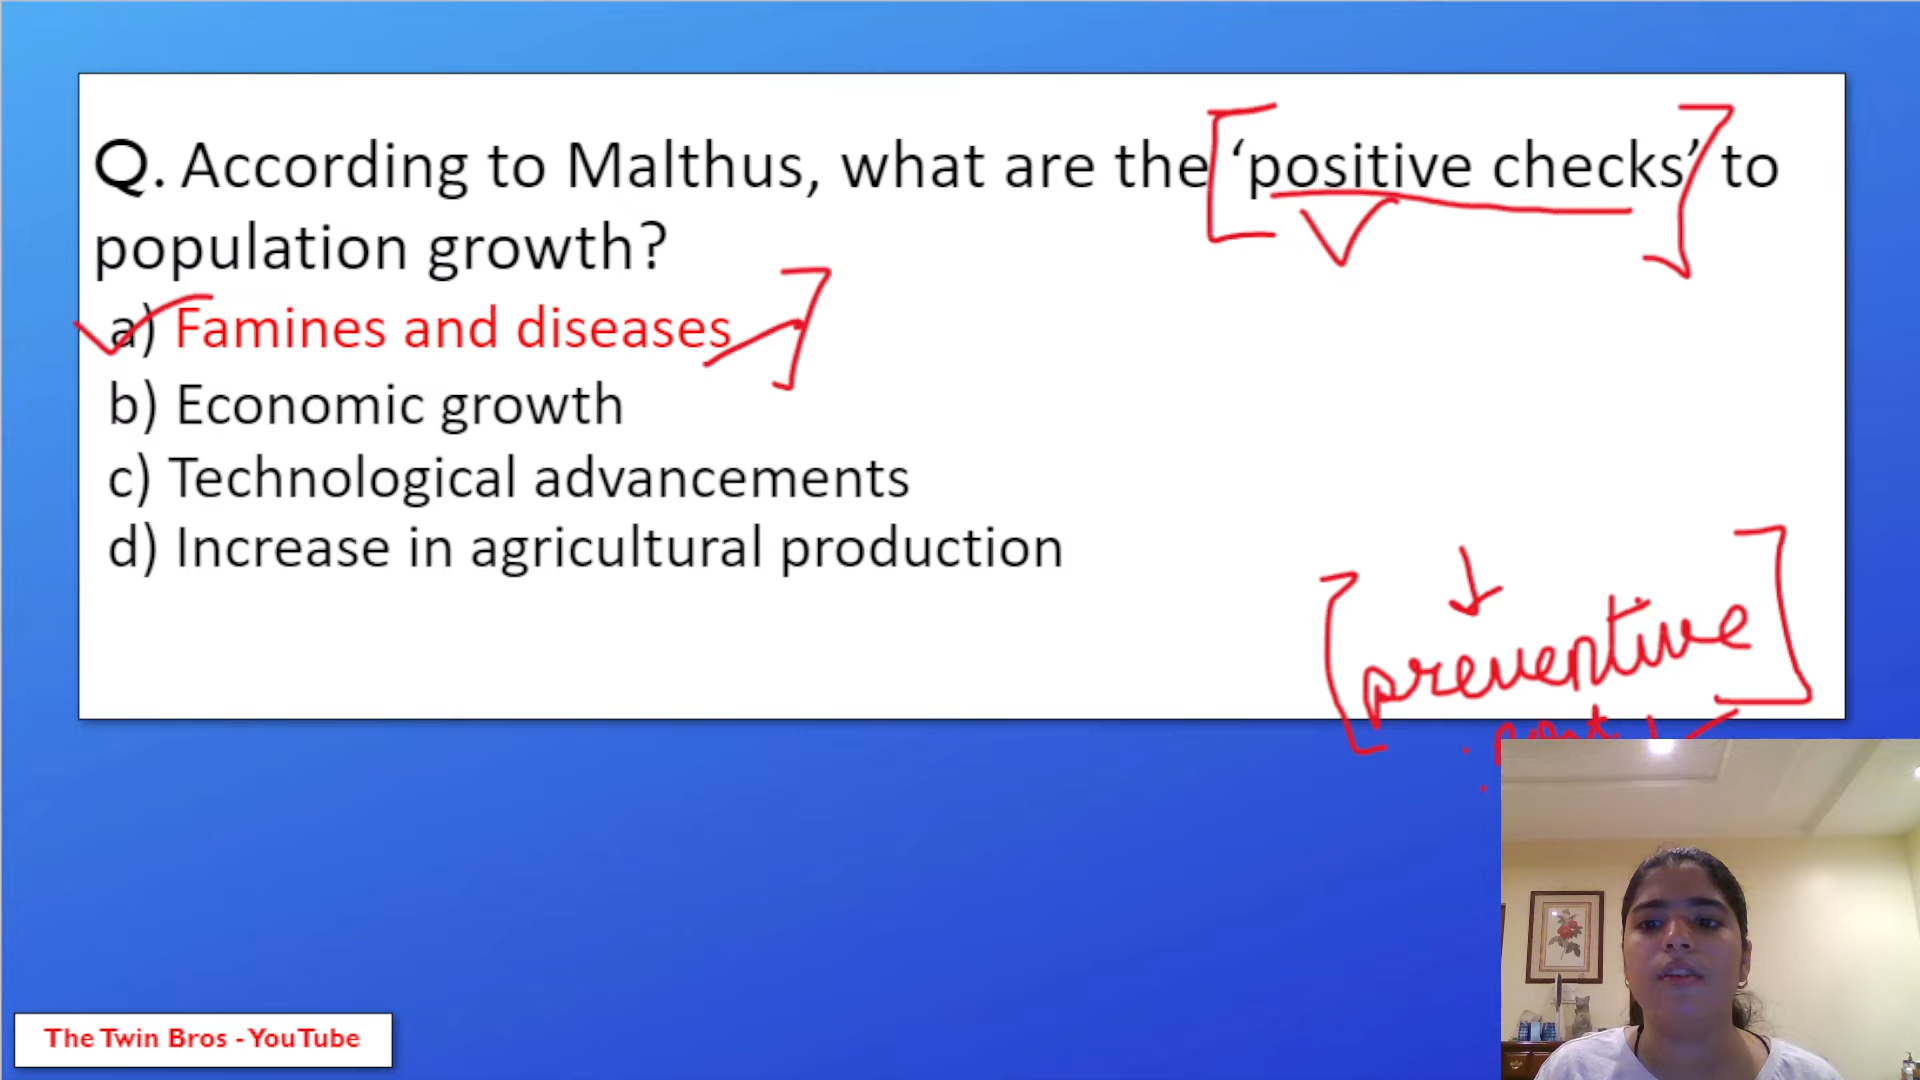 Q. According to Malthus, what are the ‘positive checks’ to
population growth?
a) Famines and diseases
b) Economic growth
c) Technological advancements
d) Increase in agricultural production
preventive
The Twin Bros - YouTube